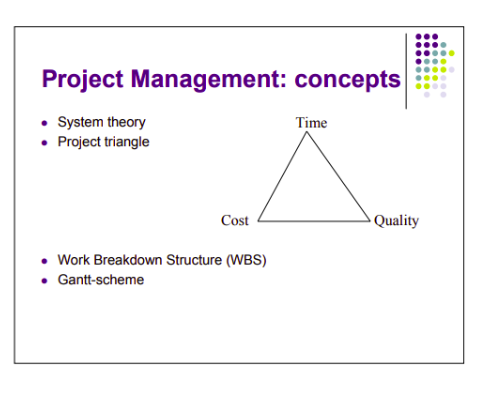 Project Management: concepts
System theory
Project triangle
Time
Cost
Quality
Work Breakdown Structure (WBS)
Gantt-scheme